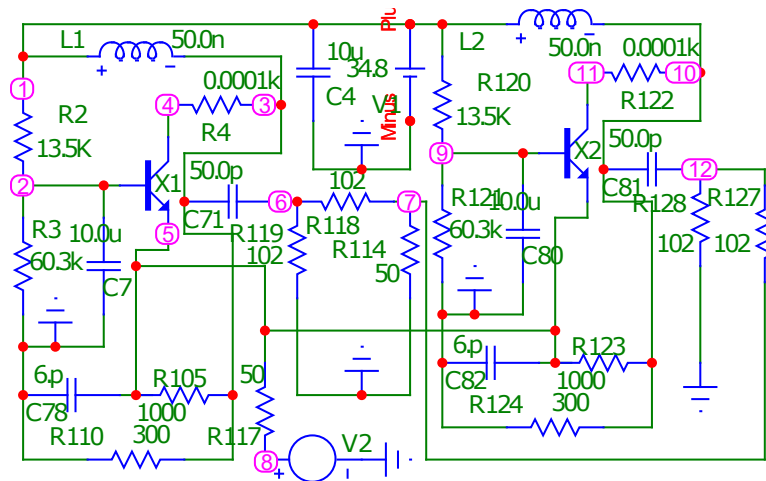 L1
50.0n
10u
34.8
Plu
L2
50.0n
0.0001k
0.0001k
C4
V1
R120
11
10
1
R2
4
3
R4
13.5K
R122
13.5K
Minus
50.0p
9
X2
50.0p
2
X1
50.0p
102
C81
12
6
7
R121
10.0u
R128
R127
R3
10.0u
5
C71
R119
R118
60.3k
102
R114
60.3k
C7
50
C80
102
102
6.p
R105
50
6.p
R123
C78
1000
C82
1000
R110
300
R117
R124
300
8
V2